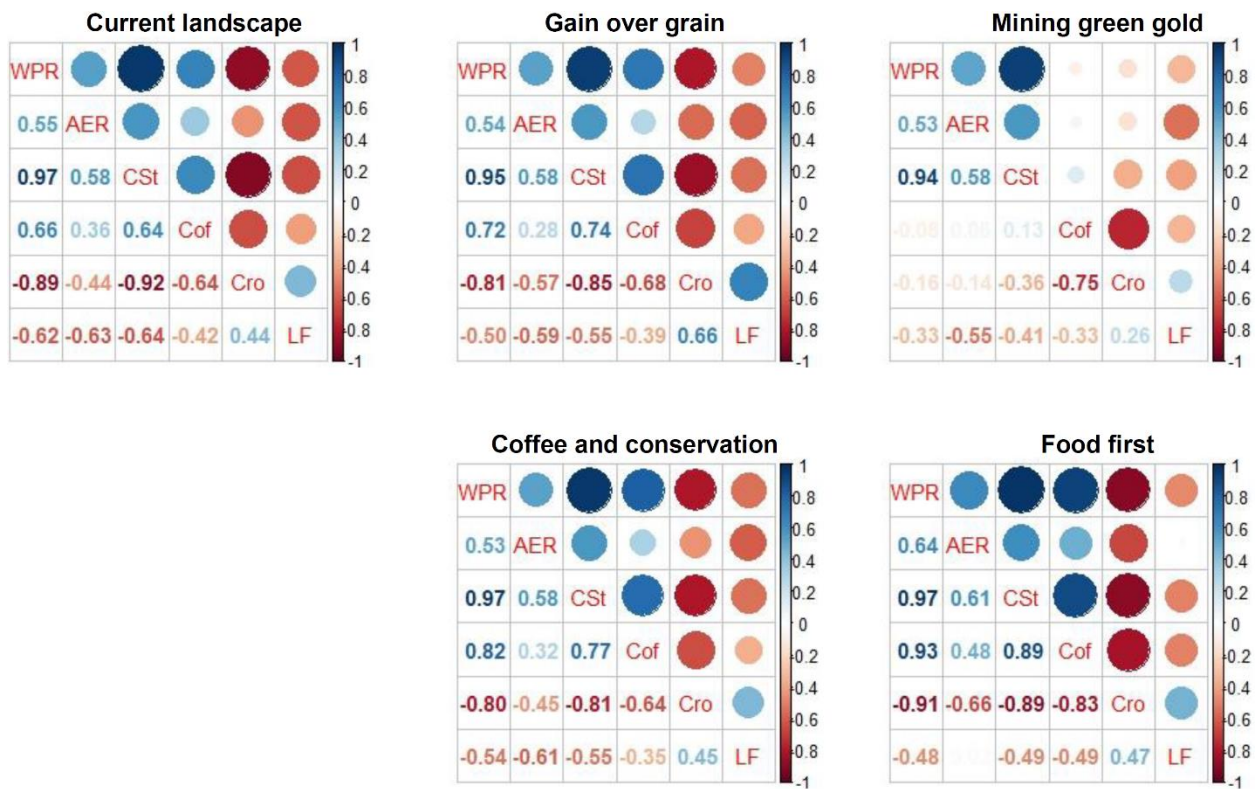 Current landscape
WPR
0.55 AER
0.97 0.58 CSt
0.66 0.36 0.64 Cof
-0.89 -0.44 -0.92 -0.64 Cro
-0.62 -0.63 -0.64 -0.42 0.44 LF
1
0.8
0.6
0.4
0.2
0
-0.2
-0.4
-0.6
-0.8
-1
Gain over grain
WPR
0.54 AER
0.95 0.58 CSt
0.72 0.28 0.74 Cof
-0.81 -0.57 -0.85 -0.68 Cro
-0.50 -0.59 -0.55 -0.39 0.66 LF
1
0.8
0.6
0.4
0.2
0
-0.2
-0.4
-0.6
-0.8
-1
Mining green gold
WPR
0.53 AER
0.94 0.58 CSt
-0.08 0.06 0.13 Cof
-0.16 -0.14 -0.36 -0.75 Cro
-0.33 -0.55 -0.41 -0.33 0.26 LF
1
0.8
0.6
0.4
0.2
0
-0.2
-0.4
-0.6
-0.8
-1
Coffee and conservation
WPR
0.53 AER
0.97 0.58 CSt
0.82 0.32 0.77 Cof
-0.80 -0.45 -0.81 -0.64 Cro
-0.54 -0.61 -0.55 -0.35 0.45 LF
1
0.8
0.6
0.4
0.2
0
-0.2
-0.4
-0.6
-0.8
-1
Food first
WPR
0.64 AER
0.97 0.61 CSt
0.93 0.48 0.89 Cof
-0.91 -0.66 -0.89 -0.83 Cro
-0.48 -0.49 -0.49 0.47 LF
1
0.8
0.6
0.4
0.2
0
-0.2
-0.4
-0.6
-0.8
-1